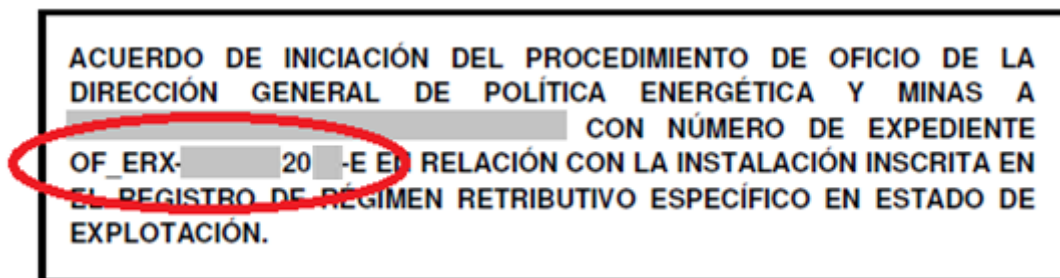 ACUERDO DE INICIACIÓN DEL PROCEDIMIENTO DE OFICIO DE LA
DIRECCIÓN GENERAL DE POLÍTICA ENERGÉTICA Y MINAS A
CON NÚMERO DE EXPEDIENTE
OF_ERX- 20 -E EN RELACIÓN CON LA INSTALACIÓN INSCRITA EN
EL REGISTRO DE RÉGIMEN RETRIBUTIVO ESPECÍFICO EN ESTADO DE
EXPLOTACIÓN.